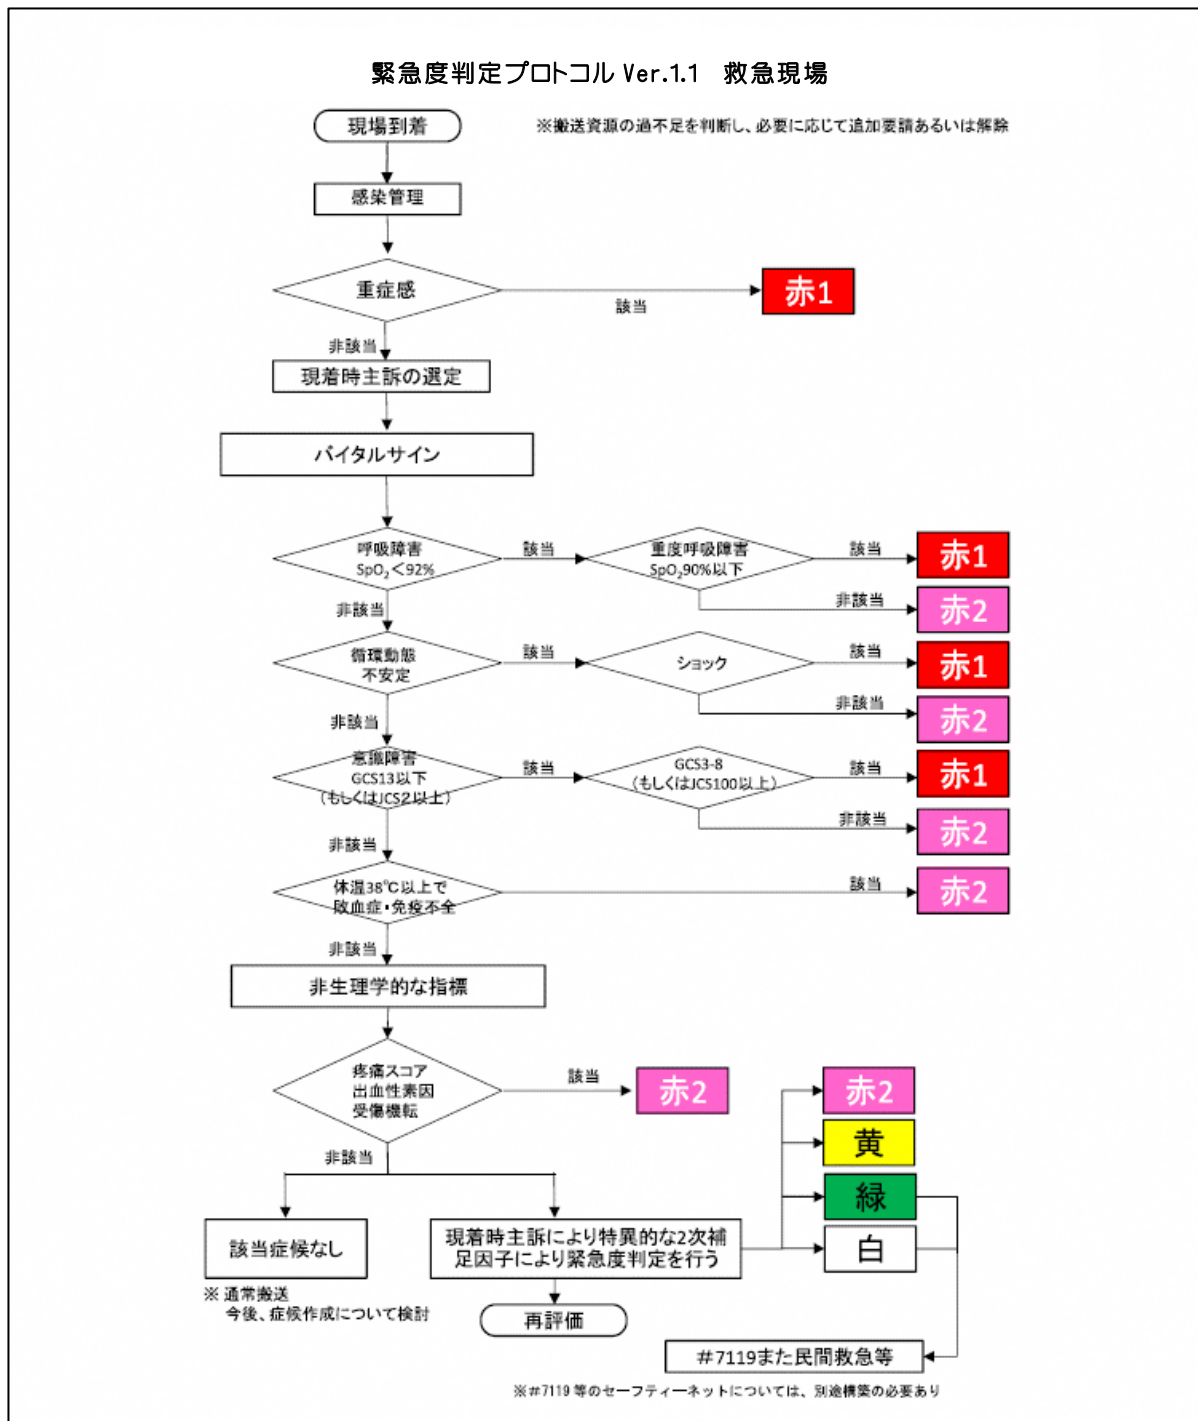 緊急度判定プロトコル Ver.1.1 救急現場
現場到着
※搬送資源の過不足を判断し、必要に応じて追加要請あるいは解除
感染管理
重症感
該当
赤1
非該当
現着時主訴の選定
バイタルサイン
呼吸障害
SpO₂＜92%
該当
重度呼吸障害
SpO₂90%以下
該当
赤1
非該当
赤2
非該当
循環動態
不安定
該当
ショック
該当
赤1
非該当
赤2
非該当
意識障害
GCS13以下
（もしくはJCS2以上）
該当
GCS3-8
（もしくはJCS100以上）
該当
赤1
非該当
赤2
非該当
体温38℃以上で
敗血症・免疫不全
該当
赤2
非該当
非生理学的な指標
疼痛スコア
出血性素因
受傷機転
該当
赤2
赤2
黄
緑
白
非該当
該当症候なし
現着時主訴により特異的な2次補
足因子により緊急度判定を行う
※ 通常搬送
今後、症候作成について検討
再評価
＃7119また民間救急等
※＃7119 等のセーフティーネットについては、別途構築の必要あり